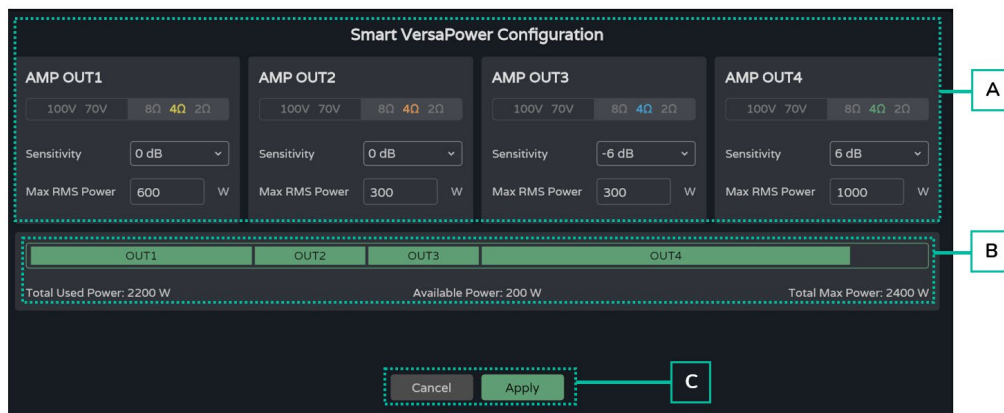 Smart VersaPower Configuration
AMP OUT1 AMP OUT2 AMP OUT3 AMP OUT4
100V 70V 8Ω 4Ω 2Ω 100V 70V 8Ω 4Ω 2Ω 100V 70V 8Ω 4Ω 2Ω 100V 70V 8Ω 4Ω 2Ω
A
Sensitivity 0 dB Sensitivity 0 dB Sensitivity -6 dB Sensitivity 6 dB
Max RMS Power 600 W Max RMS Power 300 W Max RMS Power 300 W Max RMS Power 1000 W
OUT1 OUT2 OUT3 OUT4
B
Total Used Power: 2200 W Available Power: 200 W Total Max Power: 2400 W
Cancel Apply C